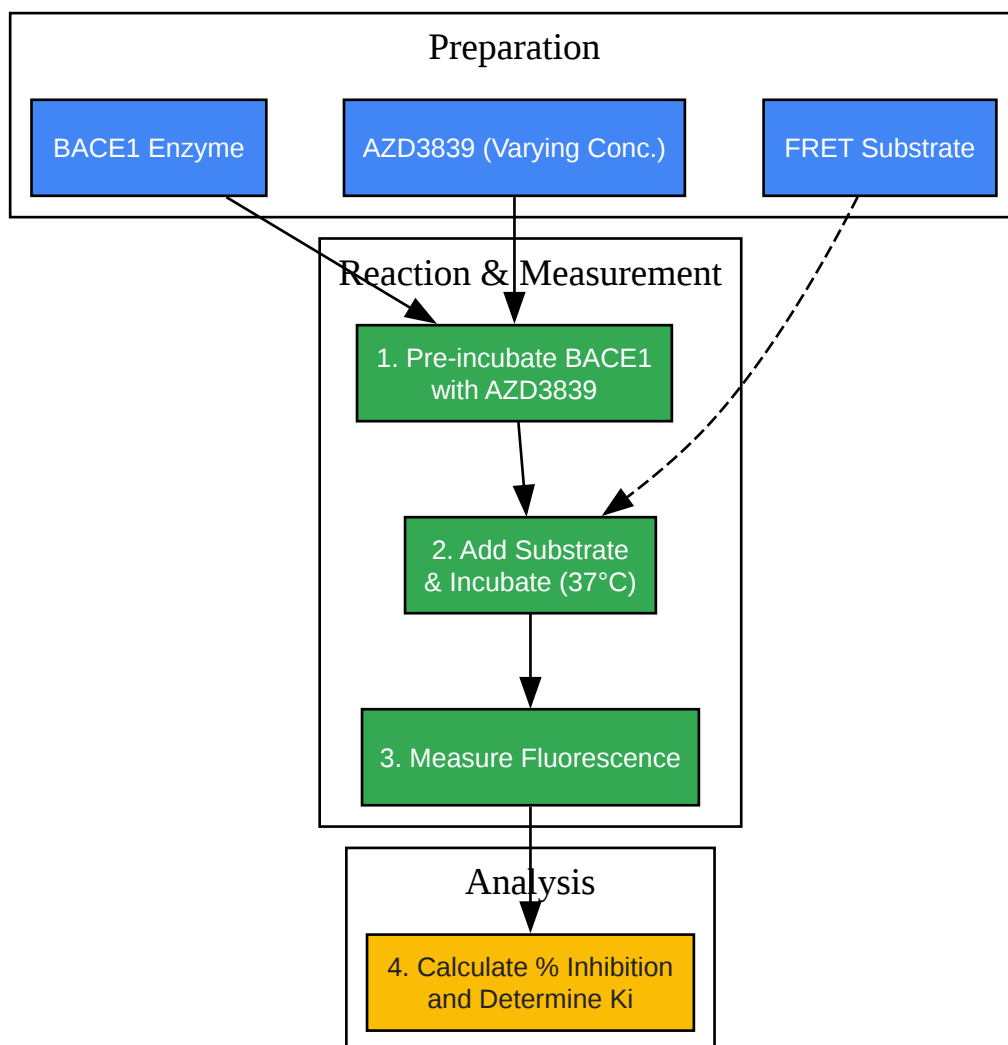 Preparation
BACE1 Enzyme
AZD3839 (Varying Conc.)
FRET Substrate
Reaction & Measurement
1. Pre-incubate BACE1
with AZD3839
2. Add Substrate
& Incubate (37°C)
3. Measure Fluorescence
Analysis
4. Calculate % Inhibition
and Determine Ki